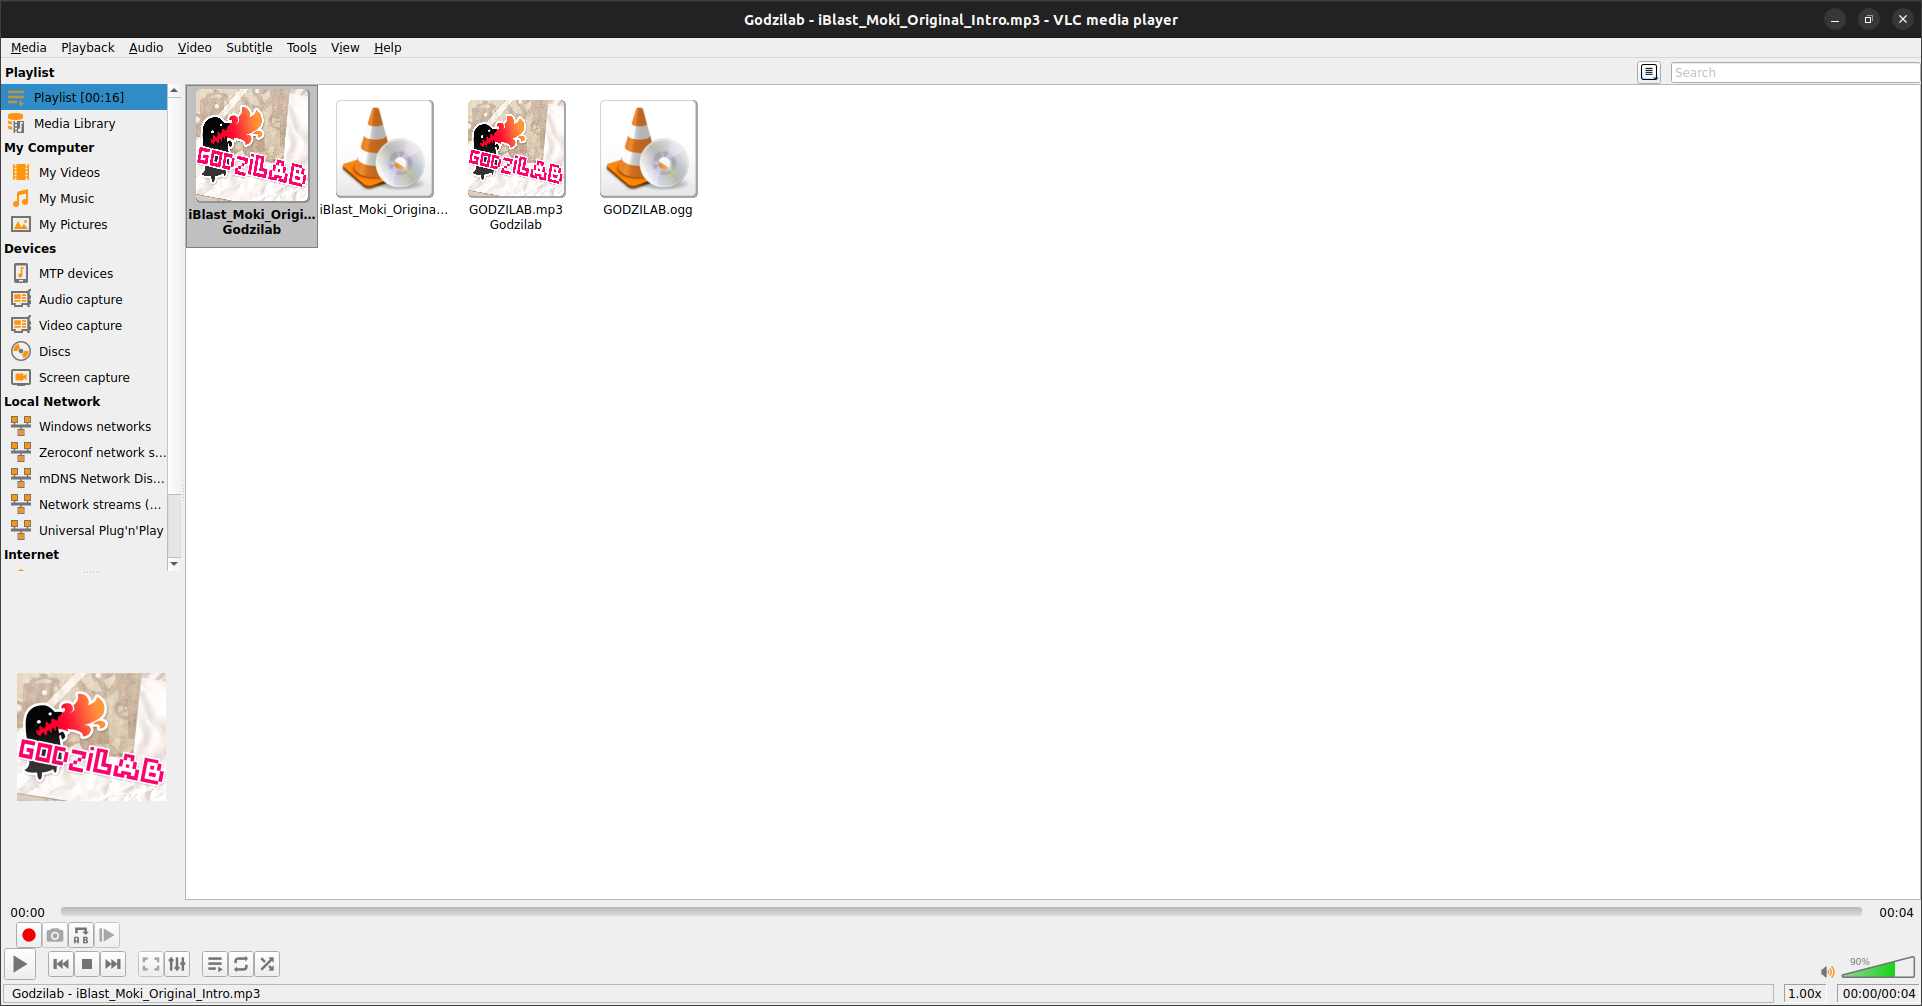 Godzilab - iBlast_Moki_Original_Intro.mp3 - VLC media player
Media Playback Audio Video Subtitle Tools View Help
Playlist
Search
Playlist [00:16]
Media Library
My Computer
My Videos
My Music
My Pictures
Devices
MTP devices
Audio capture
Video capture
Discs
Screen capture
Local Network
Windows networks
Zeroconf network s...
mDNS Network Dis...
Network streams (...
Universal Plug'n'Play
Internet
GODZiLAB
iBlast_Moki_Origi...
Godzilab
iBlast_Moki_Origina...
GODZiLAB
GODZILAB.mp3
Godzilab
GODZILAB.ogg
GODZiLAB
00:00
00:04
A B
90%
Godzilab - iBlast_Moki_Original_Intro.mp3
1.00x
00:00/00:04